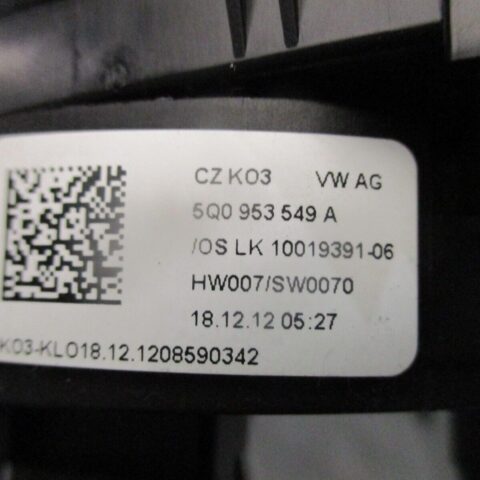 CZ K03 VW AG
5Q0 953 549 A
/OS LK 10019391-06
HW007/SW0070
18.12.12 05:27
K03-KLO18.12.1208590342